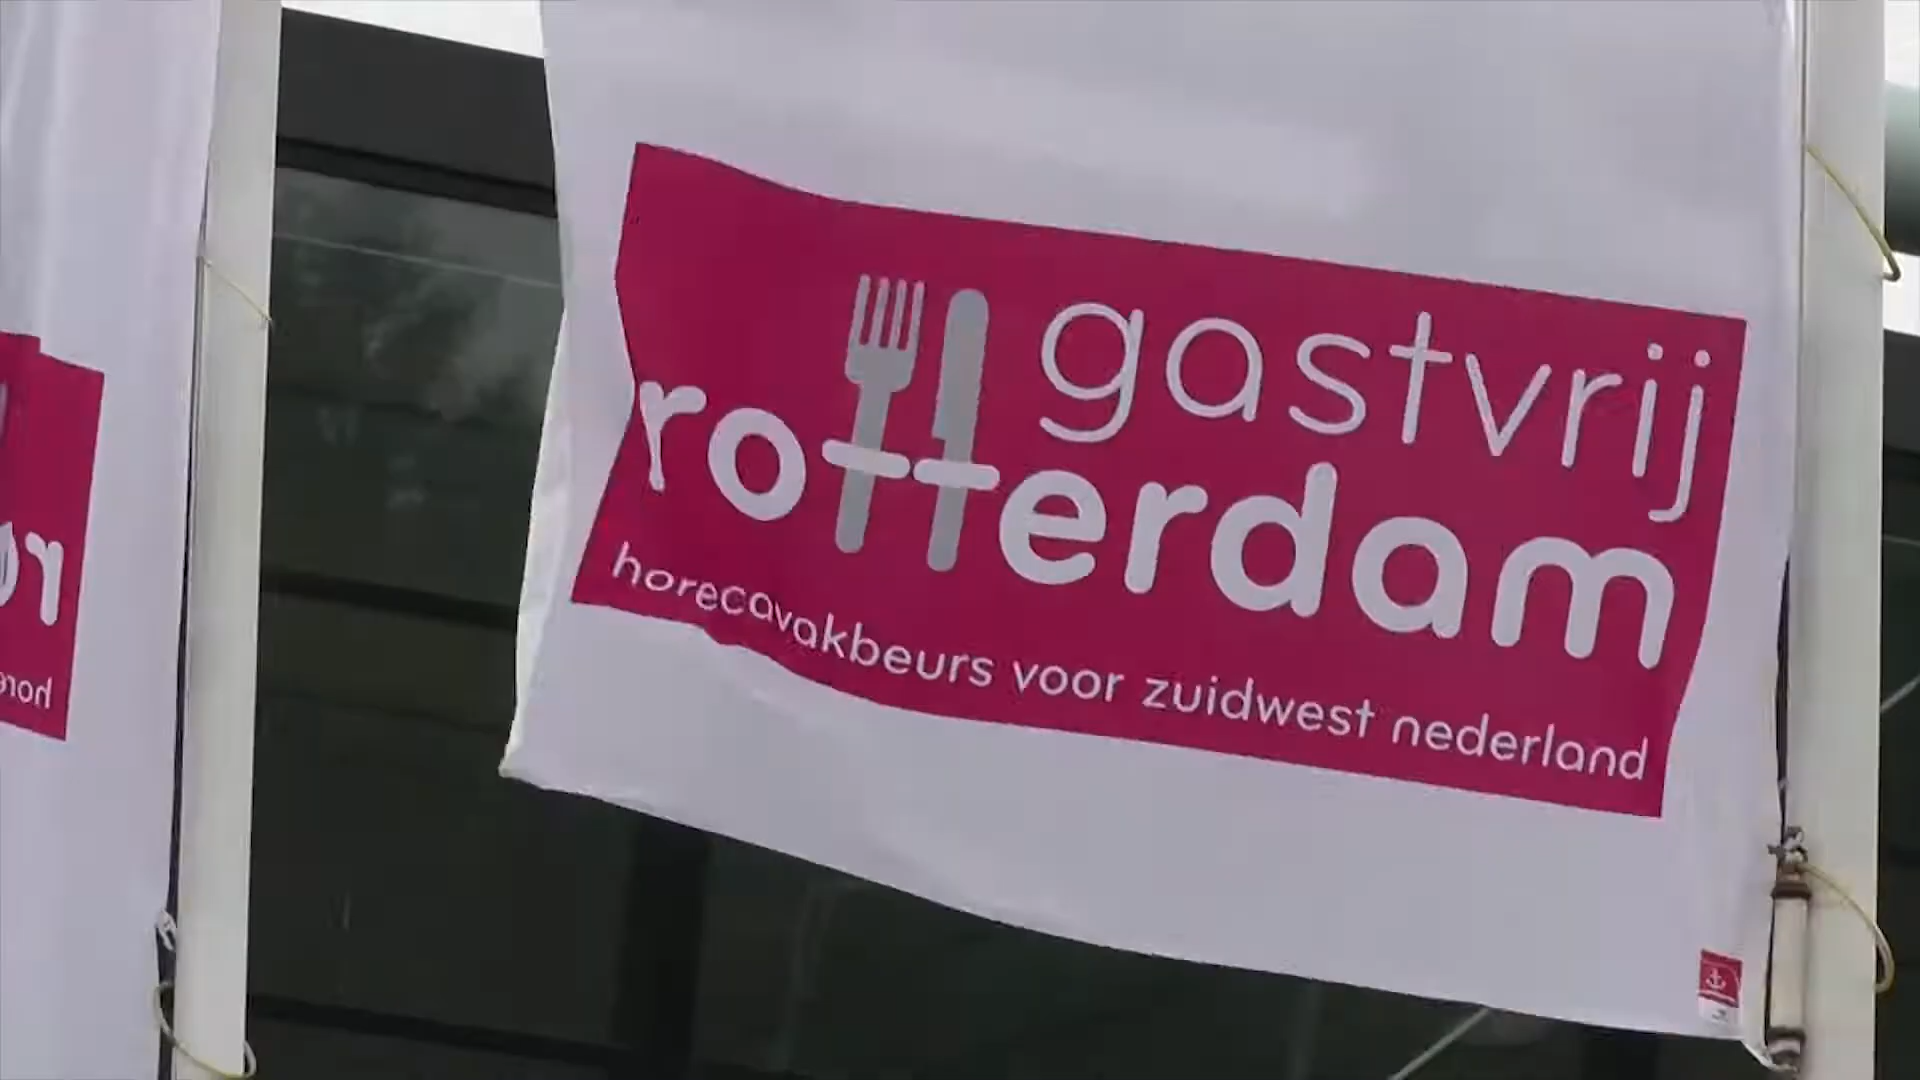 gastvrij
rotterdam
horecavakbeurs voor zuidwest nederland